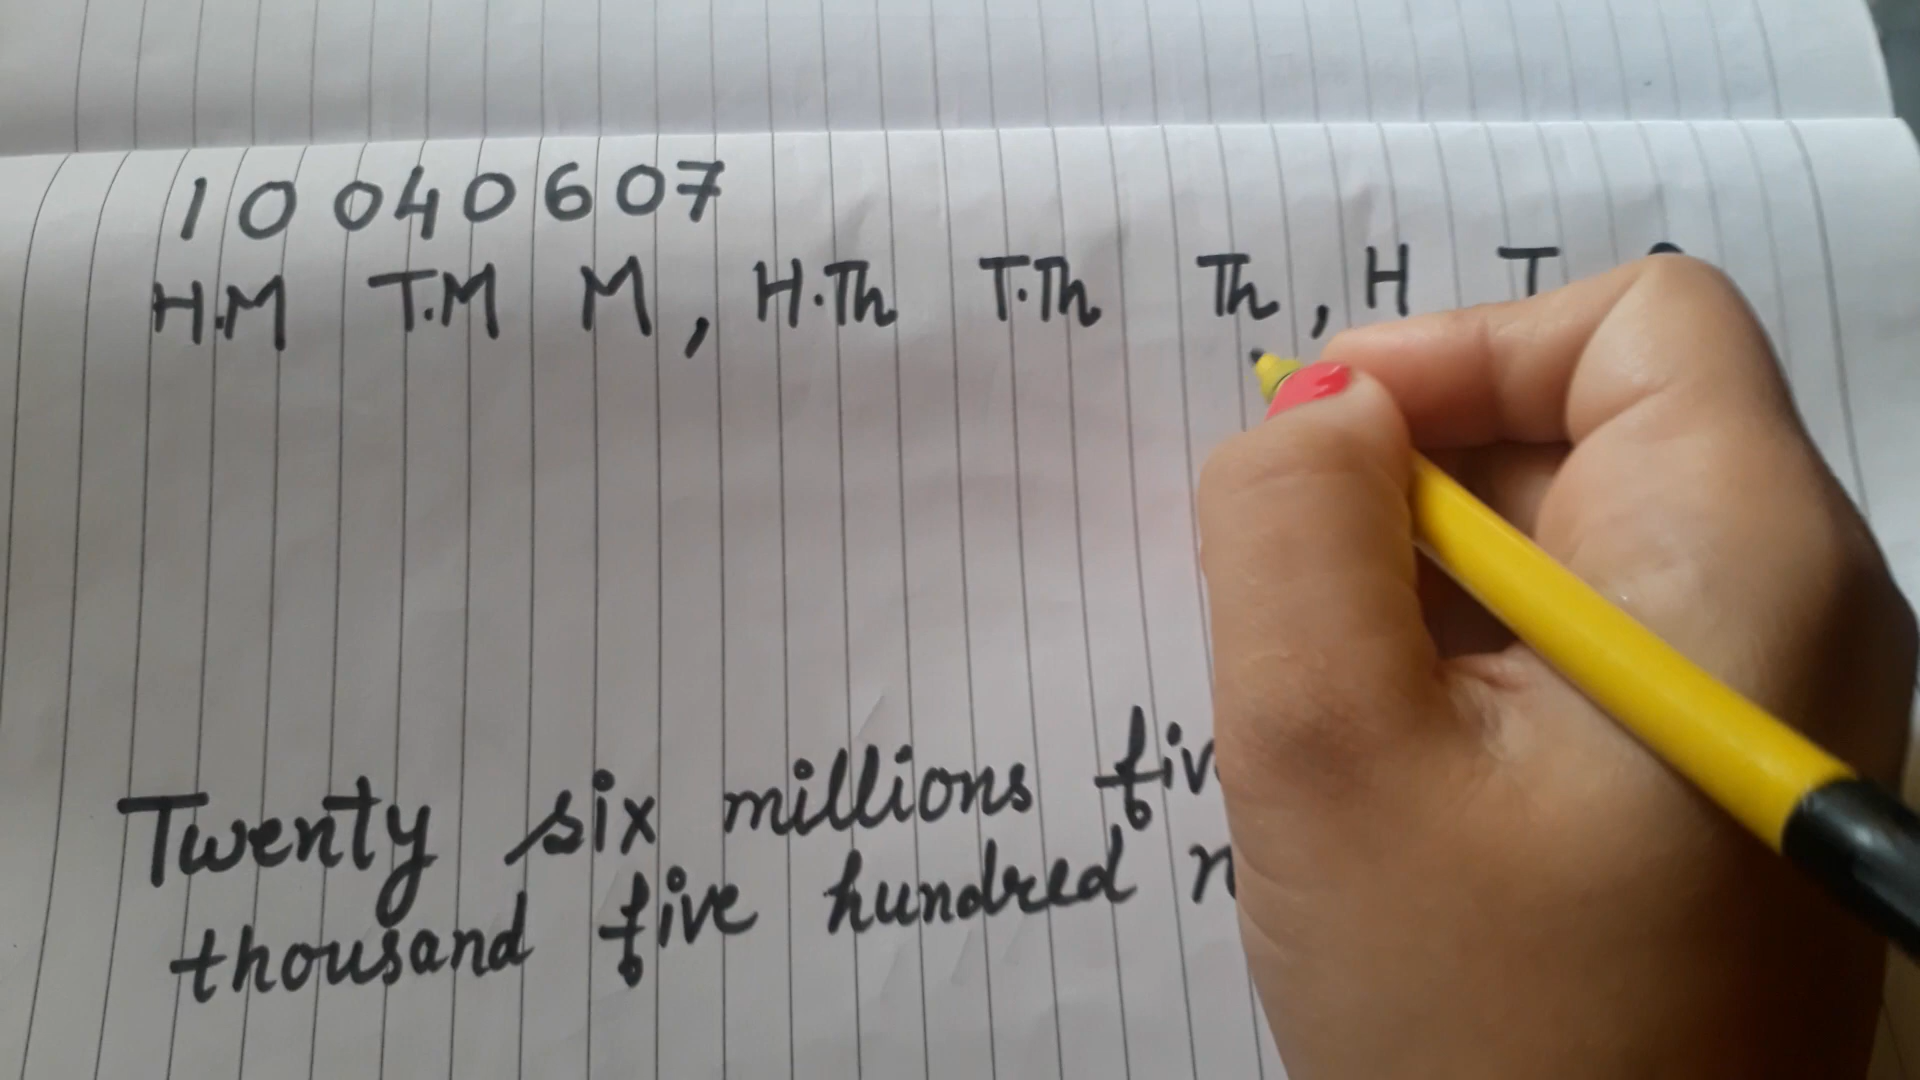 10040607
H.M T.M M, H.Th T.Th Th, H T
Twenty six millions
thousand five hundred